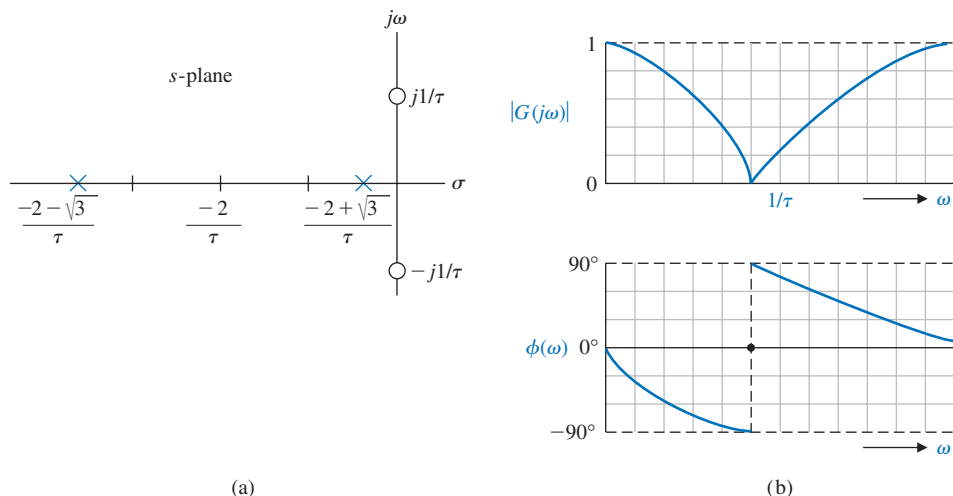 jω
s-plane
j1/τ
σ
−2 − √3
τ
−2
τ
−2 + √3
τ
−j1/τ
(a)
1
|G(jω)|
0
1/τ
ω
90°
ϕ(ω)
0°
−90°
ω
(b)